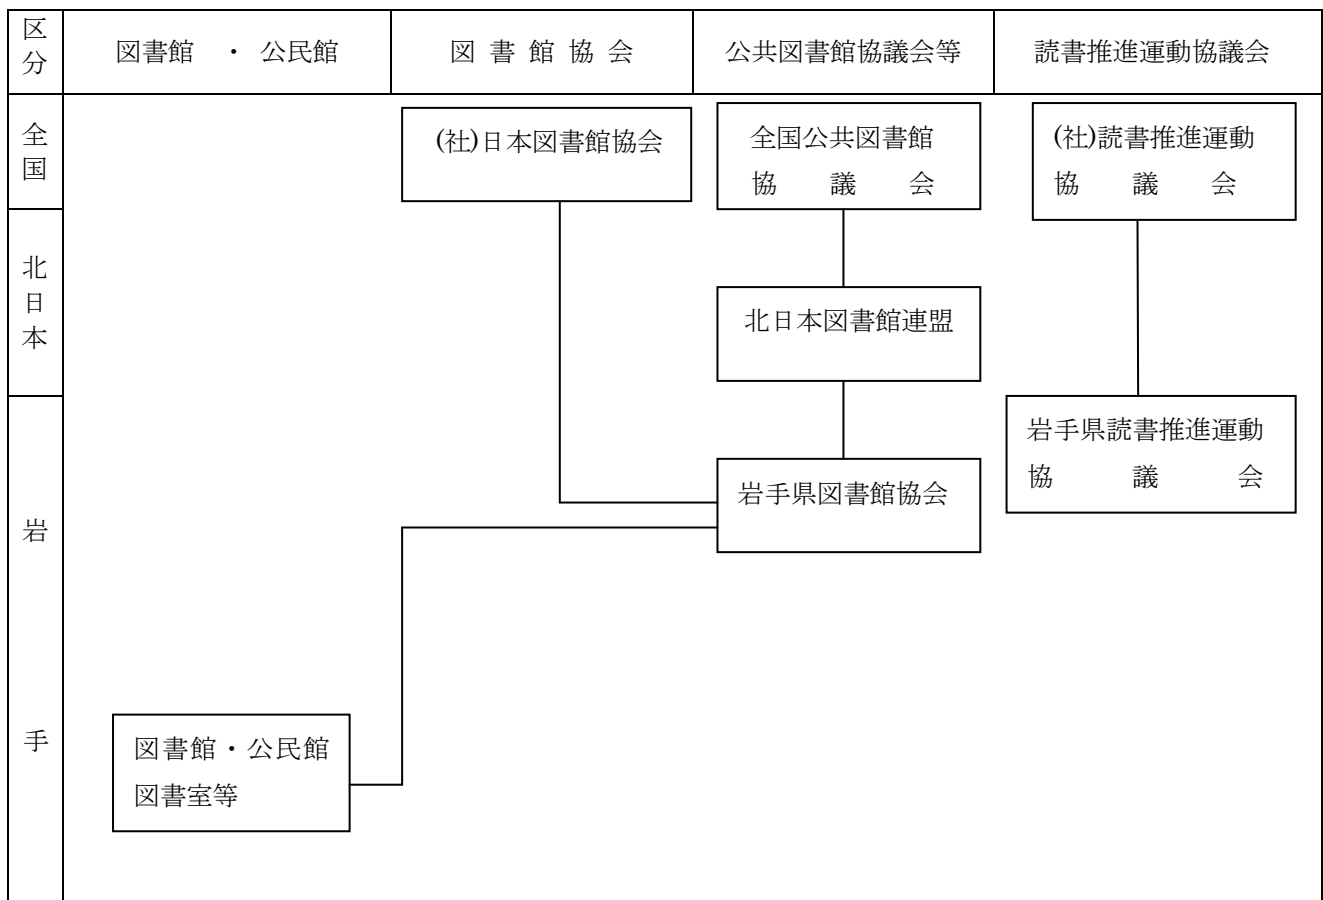 区分
図書館 ・ 公民館
図書館協会
公共図書館協議会等
読書推進運動協議会
全国
(社)日本図書館協会
全国公共図書館
協議会
(社)読書推進運動
協議会
北日本
北日本図書館連盟
岩手
岩手県読書推進運動
協議会
岩手県図書館協会
図書館・公民館
図書室等